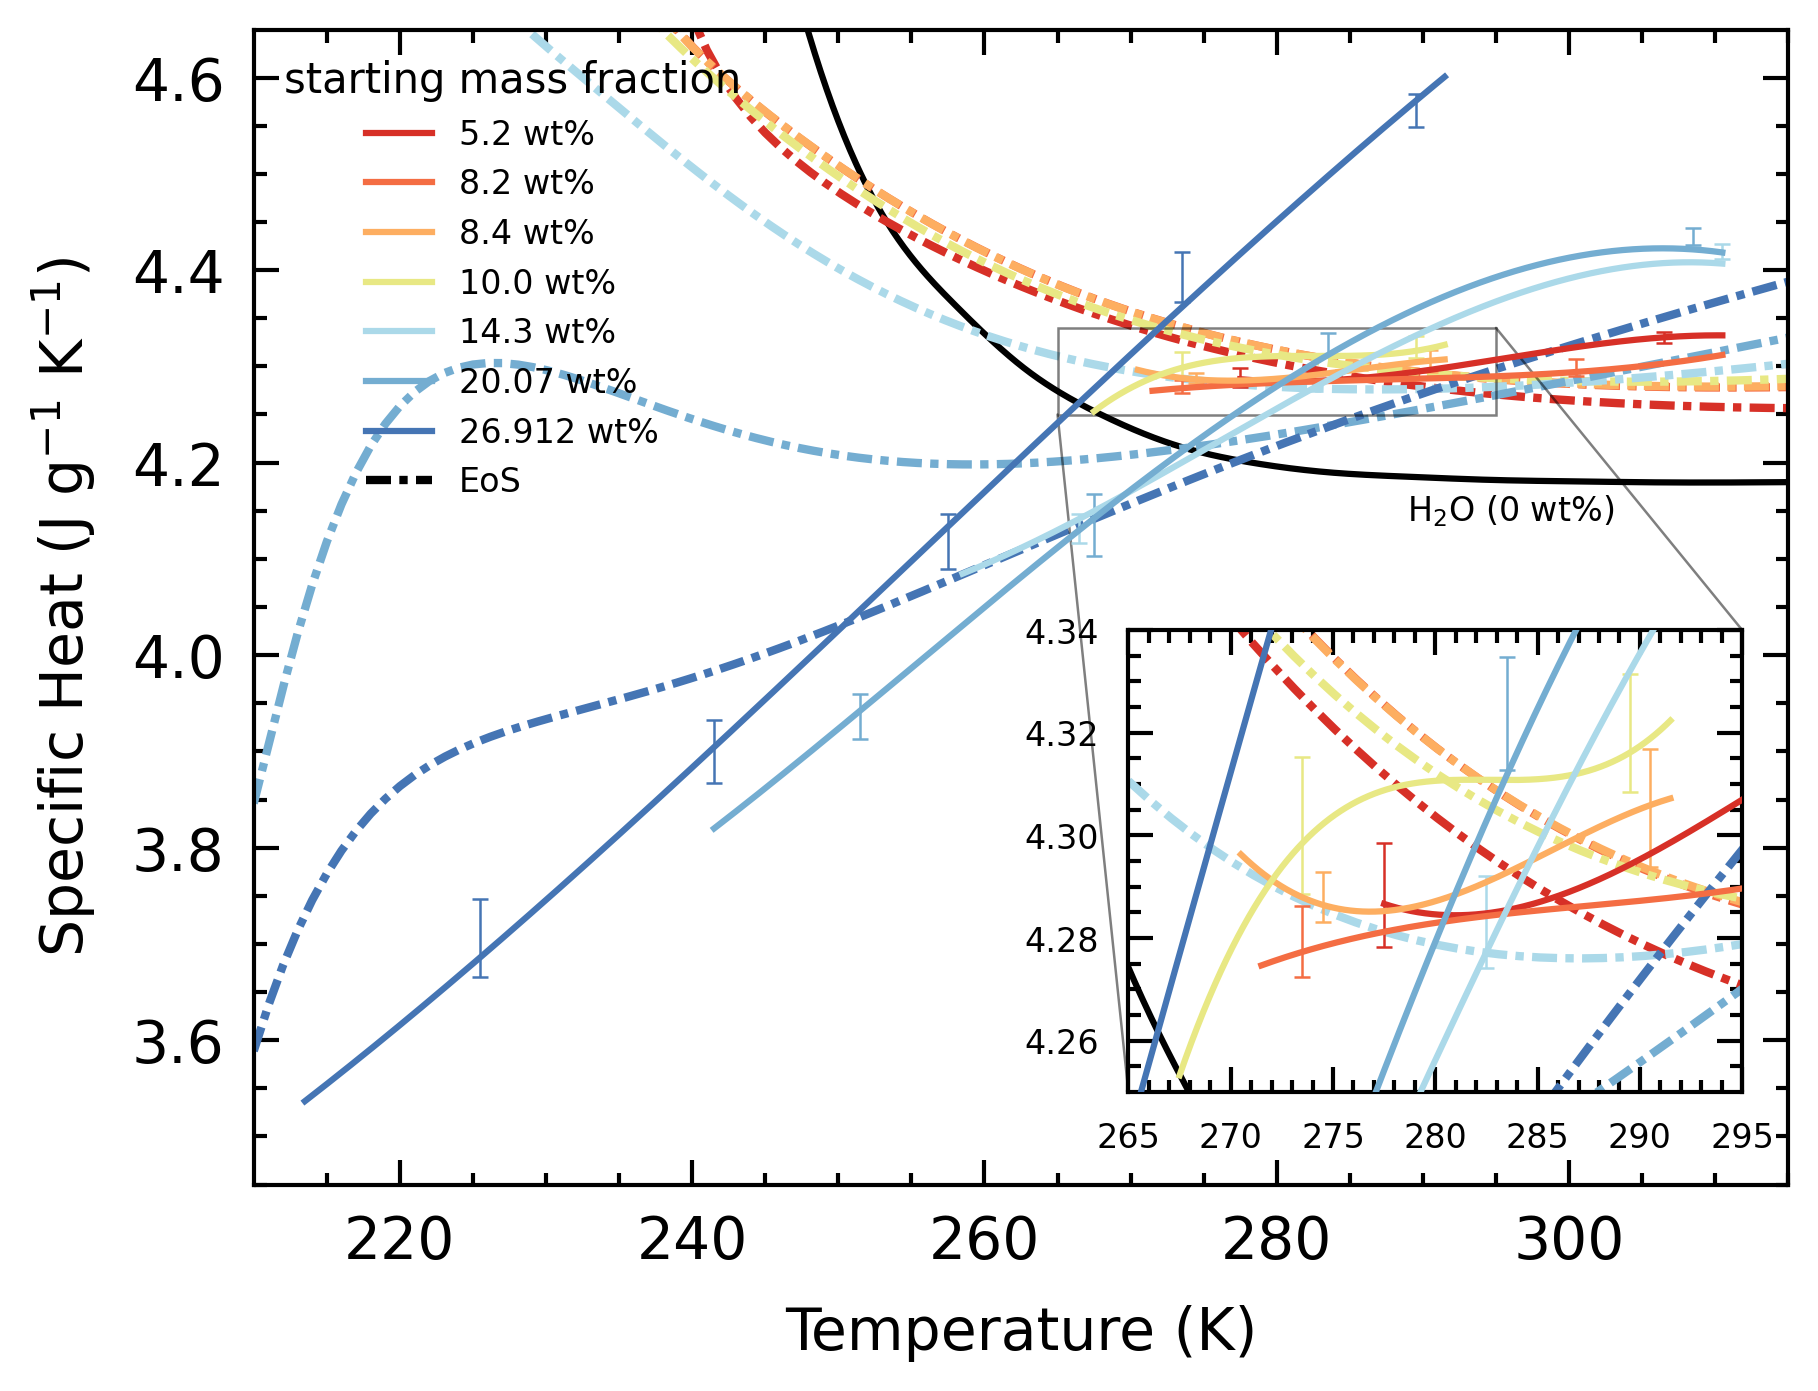 starting mass fraction
5.2 wt%
8.2 wt%
8.4 wt%
10.0 wt%
14.3 wt%
20.07 wt%
26.912 wt%
EoS
4.6
4.4
4.2
4.0
3.8
3.6
Specific Heat (J g⁻¹ K⁻¹)
H₂O (0 wt%)
4.34
4.32
4.30
4.28
4.26
265 270 275 280 285 290 295
220 240 260 280 300
Temperature (K)